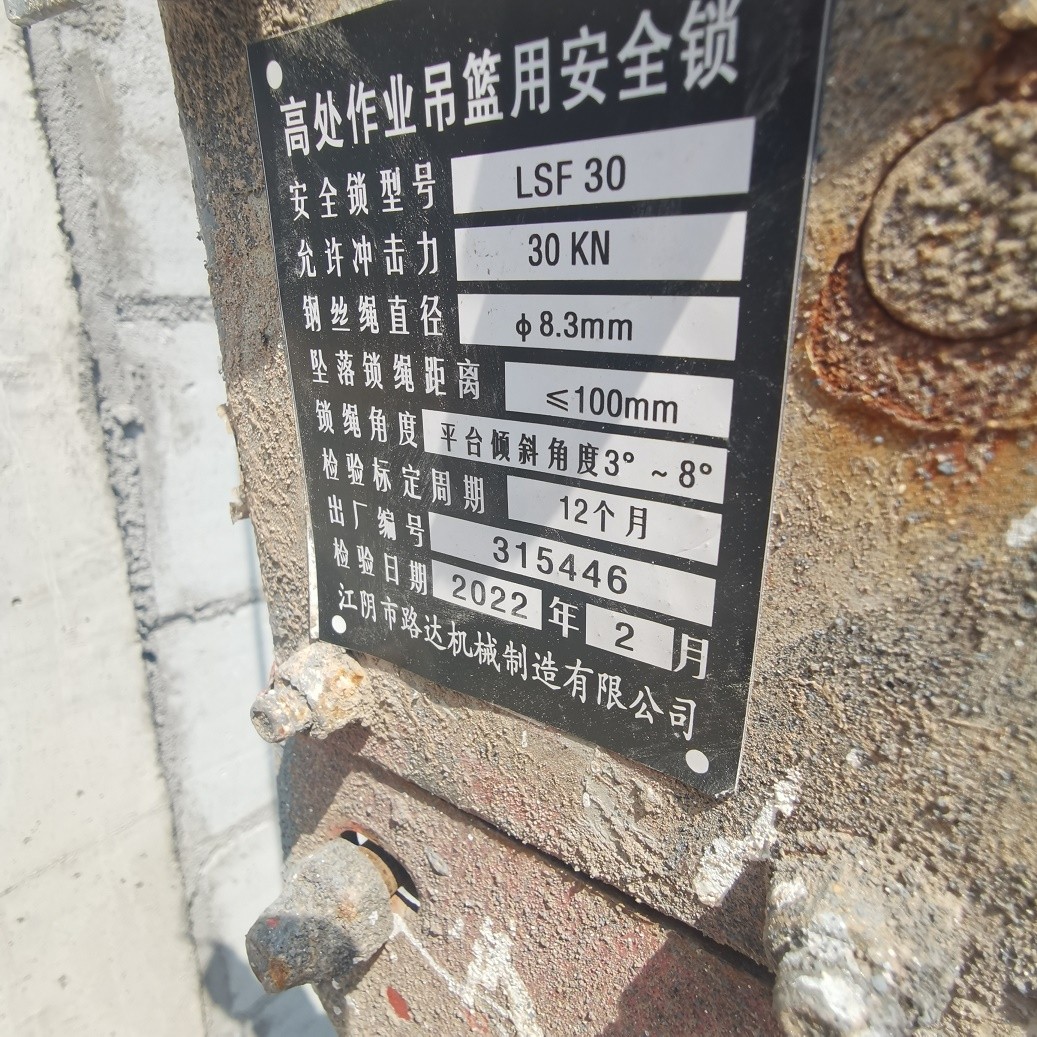 高处作业吊篮用安全锁
安全锁型号 LSF 30
允许冲击力 30 KN
钢丝绳直径 ф8.3mm
坠落锁绳距离 ≤100mm
锁绳角度 平台倾斜角度3°~8°
检验标定周期 12个月
出厂编号 315446
检验日期 2022 年 2 月
江阴市路达机械制造有限公司